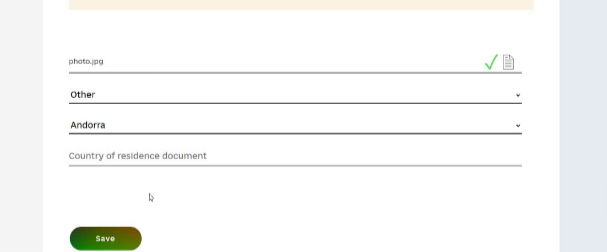 photo.jpg
Other
Andorra
Country of residence document
Save